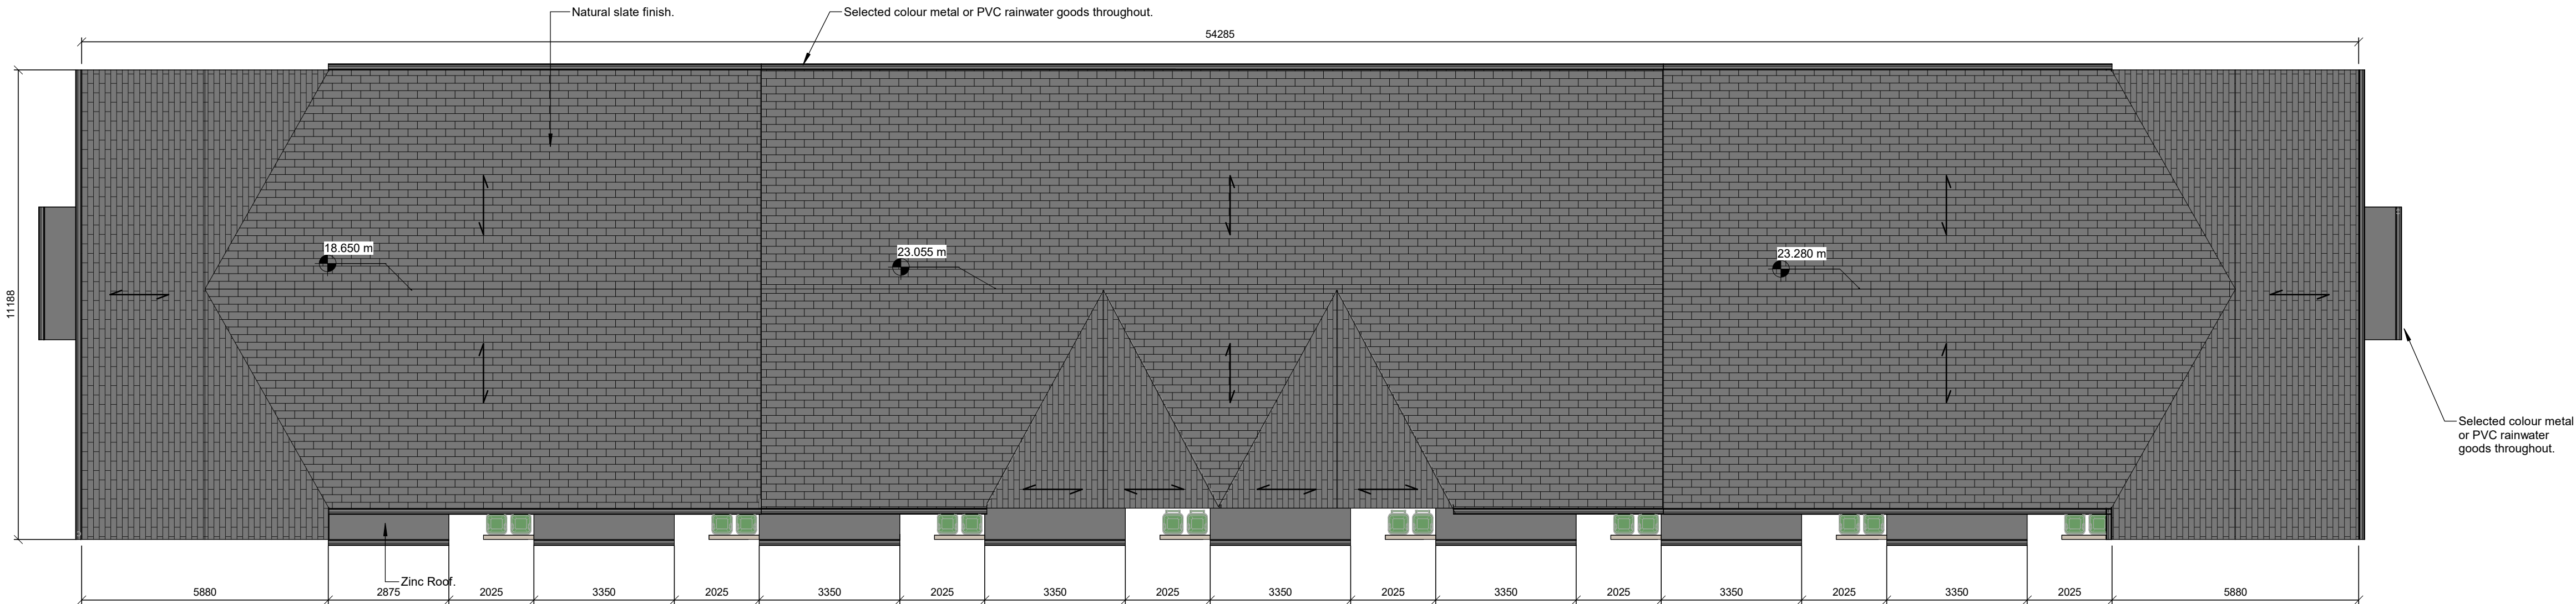 Natural slate finish.
Selected colour metal or PVC rainwater goods throughout.
54285
11188
18.650 m
23.055 m
23.280 m
Selected colour metal
or PVC rainwater
goods throughout.
Zinc Roof.
5880
2875
2025
3350
2025
3350
2025
3350
2025
3350
2025
3350
2025
3350
2025
3350
2025
5880